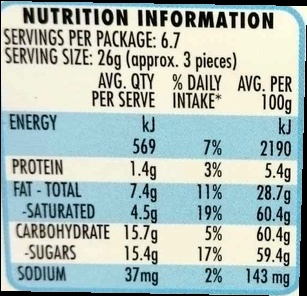 NUTRITION INFORMATION
SERVINGS PER PACKAGE: 6.7
SERVING SIZE: 26g (approx. 3 pieces)
AVG. QTY % DAILY AVG. PER
PER SERVE INTAKE* 100g
ENERGY kJ kJ
569 7% 2190
PROTEIN 1.4g 3% 5.4g
FAT - TOTAL 7.4g 11% 28.7g
-SATURATED 4.5g 19% 60.4g
CARBOHYDRATE 15.7g 5% 60.4g
-SUGARS 15.4g 17% 59.4g
SODIUM 37mg 2% 143 mg